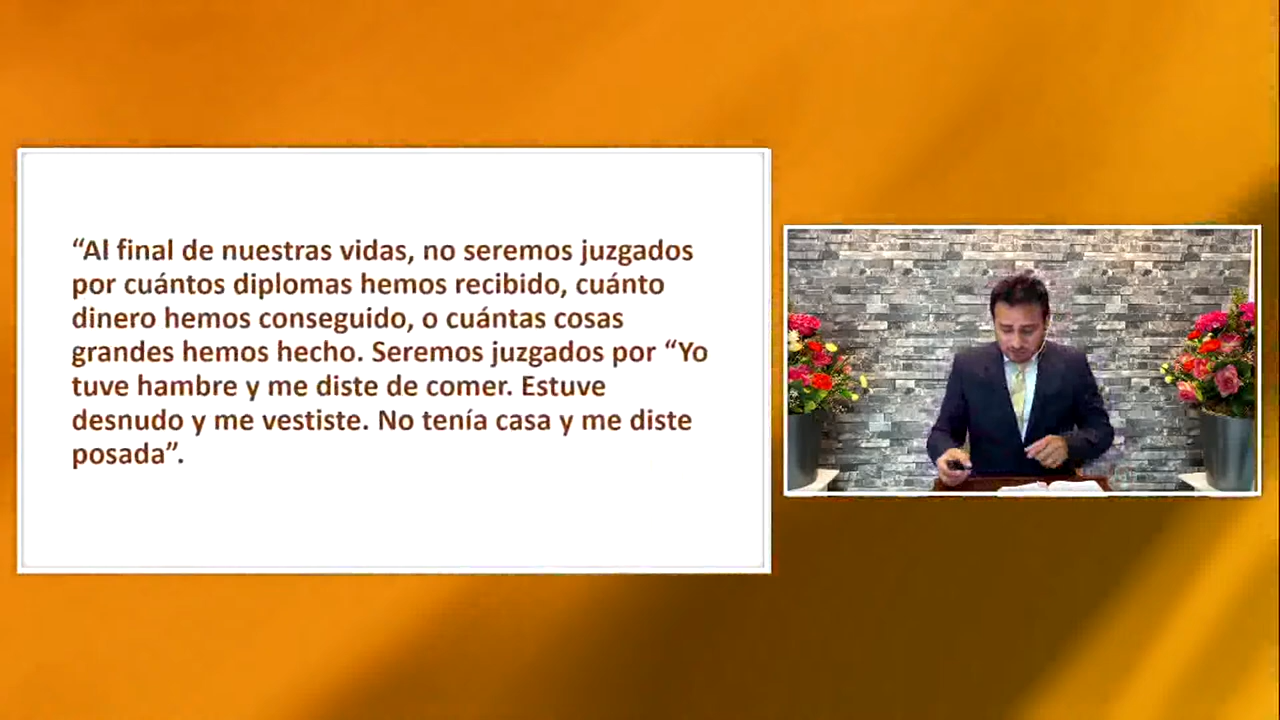 “Al final de nuestras vidas, no seremos juzgados
por cuántos diplomas hemos recibido, cuánto
dinero hemos conseguido, o cuántas cosas
grandes hemos hecho. Seremos juzgados por “Yo
tuve hambre y me diste de comer. Estuve
desnudo y me vestiste. No tenía casa y me diste
posada”.